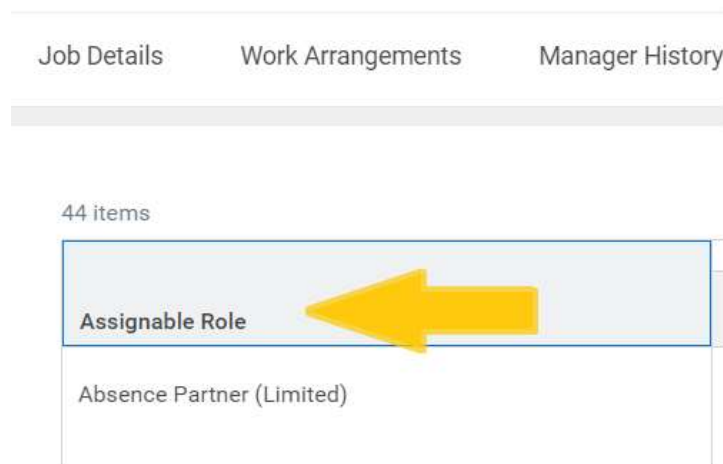 Job Details Work Arrangements Manager History
44 items
Assignable Role
Absence Partner (Limited)